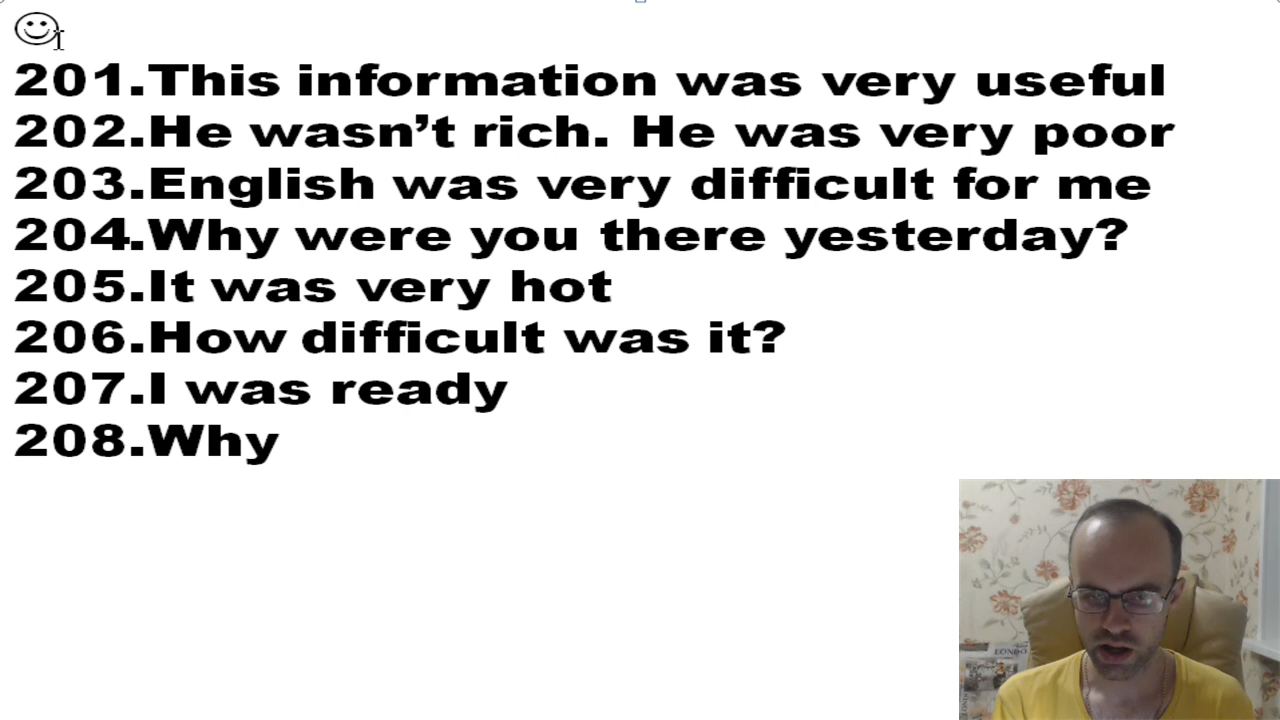 201.This information was very useful
202.He wasn’t rich. He was very poor
203.English was very difficult for me
204.Why were you there yesterday?
205.It was very hot
206.How difficult was it?
207.I was ready
208.Why
LONDO